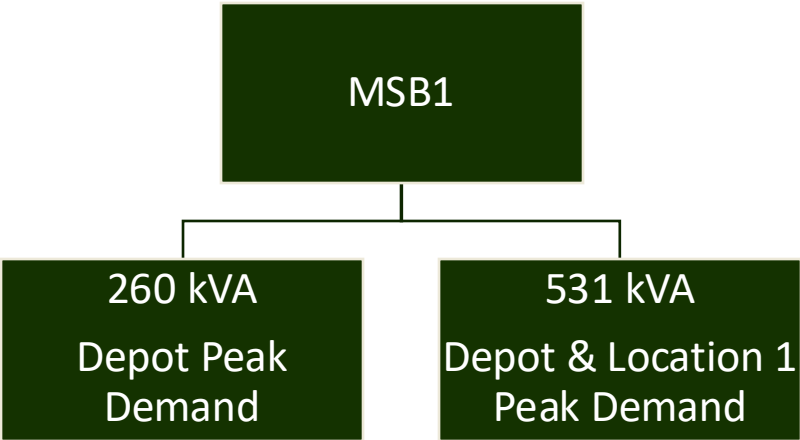 MSB1
260 kVA
Depot Peak
Demand
531 kVA
Depot & Location 1
Peak Demand